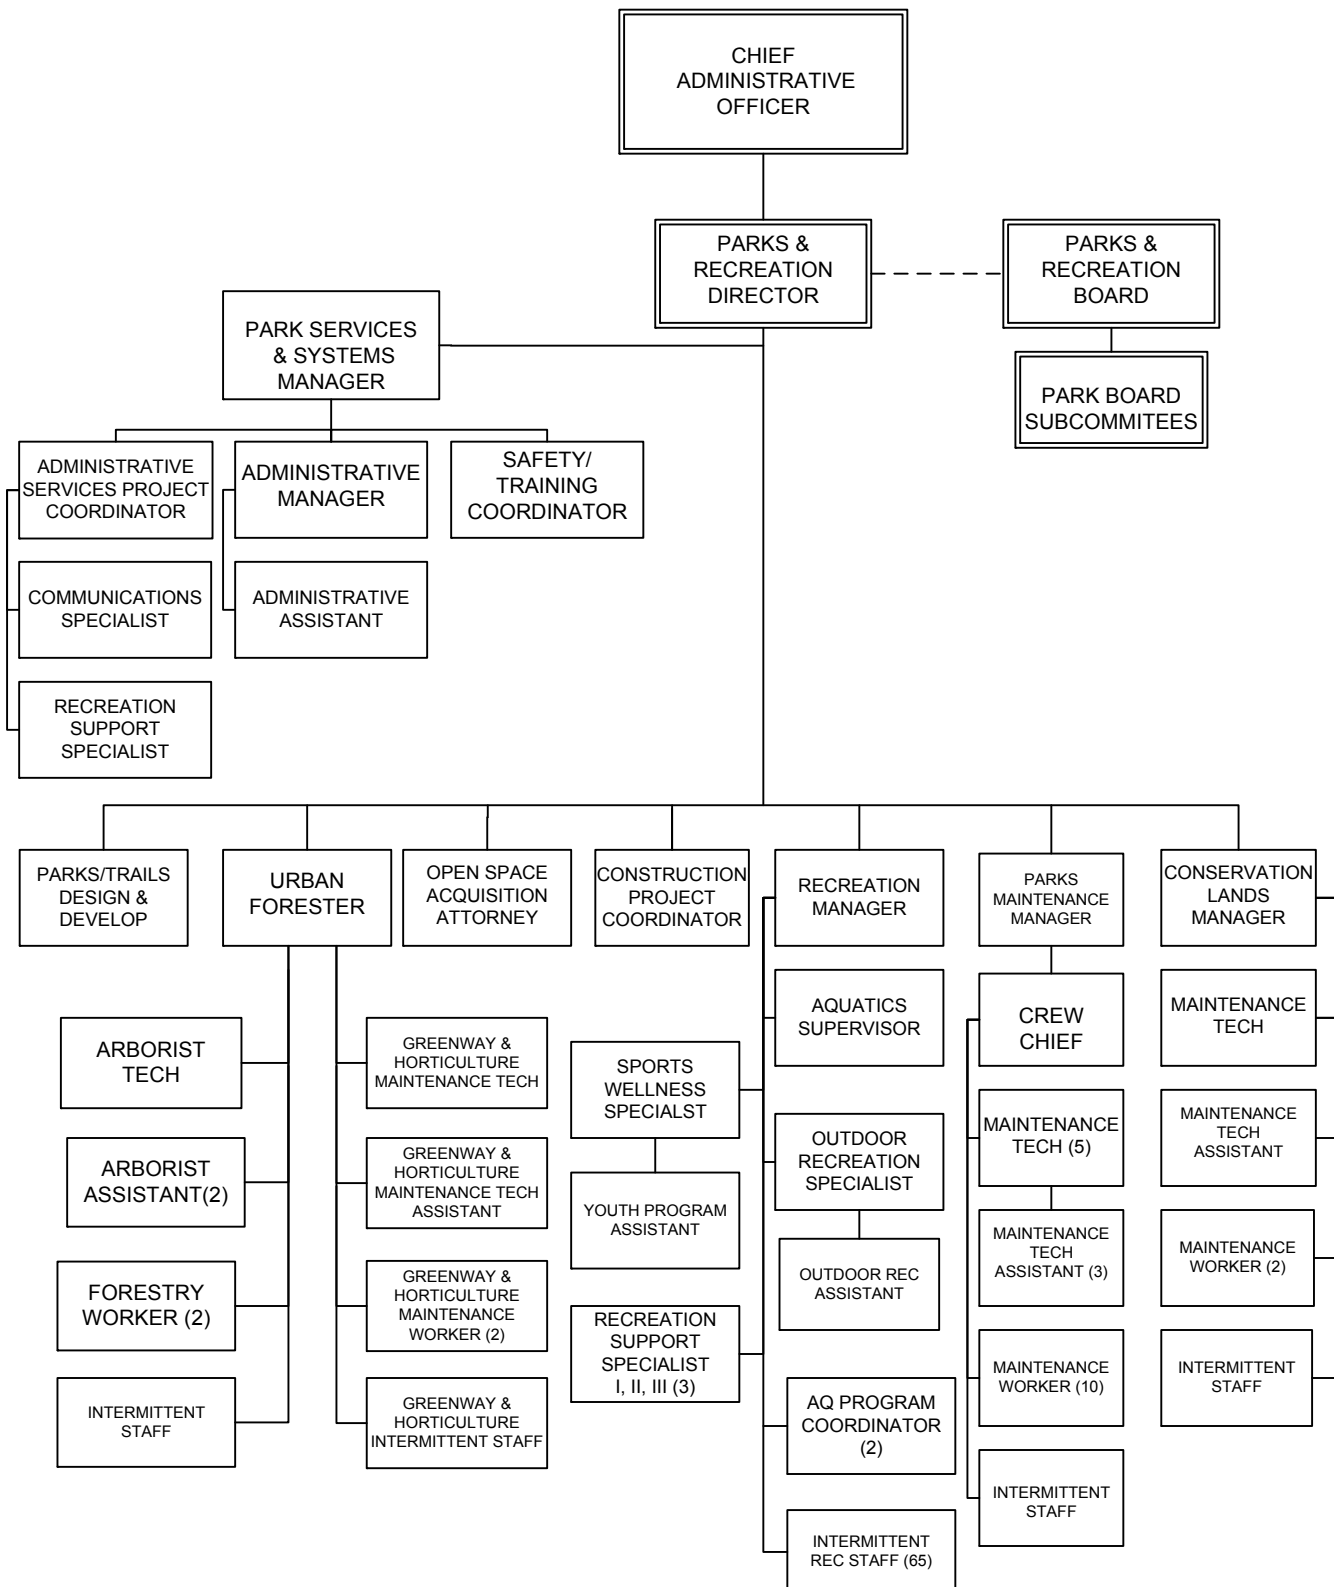 CHIEF
ADMINISTRATIVE
OFFICER
PARKS &
RECREATION
DIRECTOR
PARKS &
RECREATION
BOARD
PARK SERVICES
& SYSTEMS
MANAGER
PARK BOARD
SUBCOMMITEES
ADMINISTRATIVE
SERVICES PROJECT
COORDINATOR
ADMINISTRATIVE
MANAGER
SAFETY/
TRAINING
COORDINATOR
COMMUNICATIONS
SPECIALIST
ADMINISTRATIVE
ASSISTANT
RECREATION
SUPPORT
SPECIALIST
PARKS/TRAILS
DESIGN &
DEVELOP
URBAN
FORESTER
OPEN SPACE
ACQUISITION
ATTORNEY
CONSTRUCTION
PROJECT
COORDINATOR
RECREATION
MANAGER
PARKS
MAINTENANCE
MANAGER
CONSERVATION
LANDS
MANAGER
ARBORIST
TECH
GREENWAY &
HORTICULTURE
MAINTENANCE TECH
SPORTS
WELLNESS
SPECIALST
AQUATICS
SUPERVISOR
CREW
CHIEF
MAINTENANCE
TECH
ARBORIST
ASSISTANT(2)
GREENWAY &
HORTICULTURE
MAINTENANCE TECH
ASSISTANT
YOUTH PROGRAM
ASSISTANT
OUTDOOR
RECREATION
SPECIALIST
MAINTENANCE
TECH (5)
MAINTENANCE
TECH
ASSISTANT
FORESTRY
WORKER (2)
GREENWAY &
HORTICULTURE
MAINTENANCE
WORKER (2)
OUTDOOR REC
ASSISTANT
MAINTENANCE
TECH
ASSISTANT (3)
MAINTENANCE
WORKER (2)
RECREATION
SUPPORT
SPECIALIST
I, II, III (3)
INTERMITTENT
STAFF
GREENWAY &
HORTICULTURE
INTERMITTENT STAFF
AQ PROGRAM
COORDINATOR
(2)
MAINTENANCE
WORKER (10)
INTERMITTENT
STAFF
INTERMITTENT
REC STAFF (65)
INTERMITTENT
STAFF